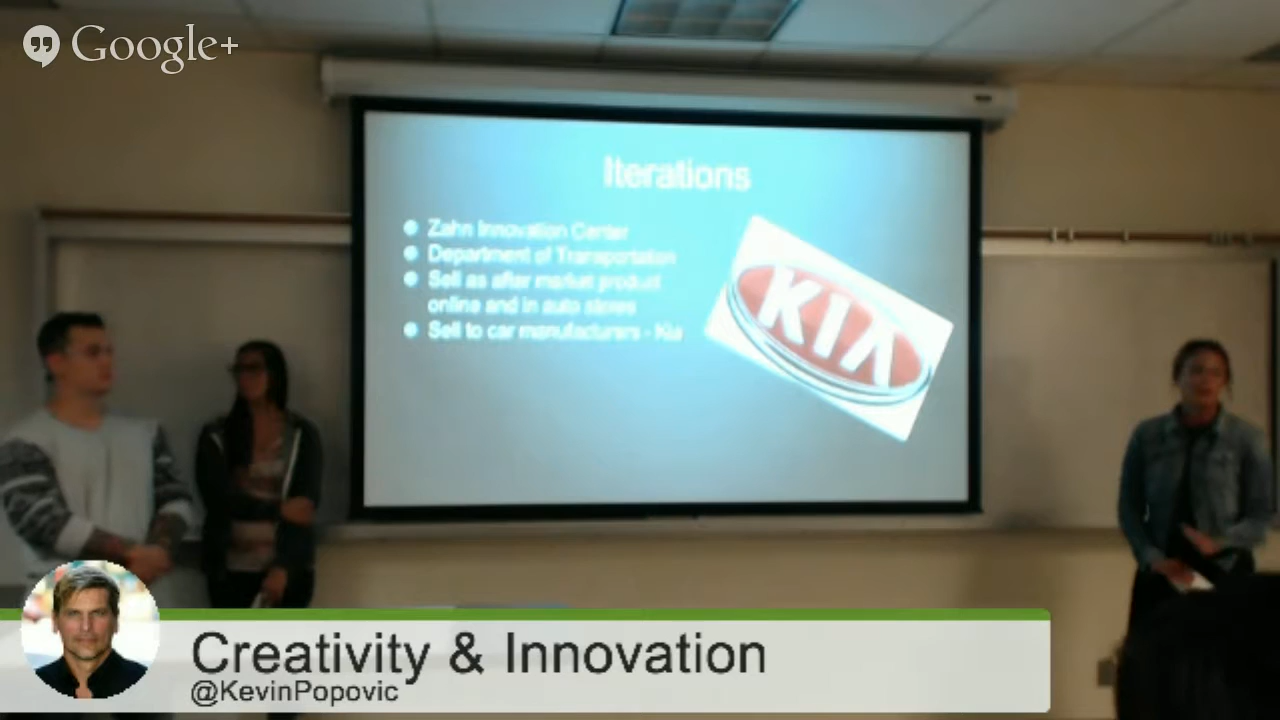 Google+
Iterations
Zahn Innovation Center
Department of Transportation
Sell as after market product
online and in auto stores
Sell to car manufacturers - Kia
KIA
Creativity & Innovation
@KevinPopovic